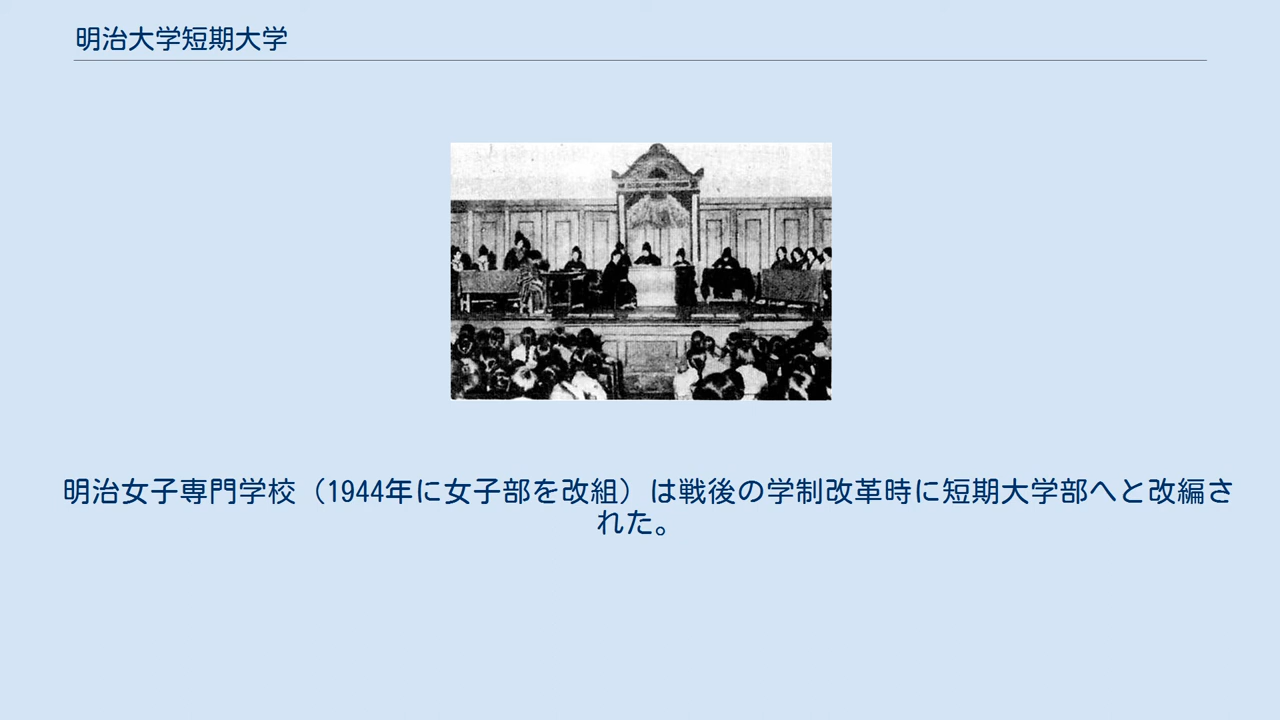 明治大学短期大学
明治女子専門学校（1944年に女子部を改組）は戦後の学制改革時に短期大学部へと改編さ
れた。